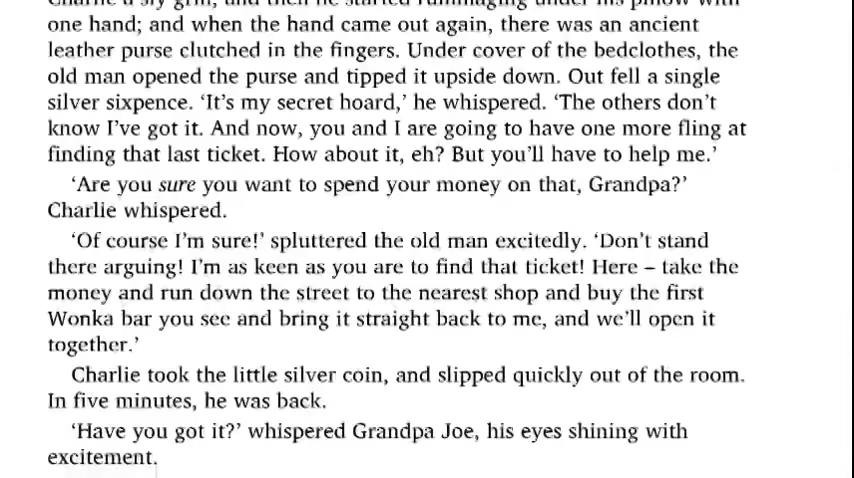 Charlie a sly grin, and then he started rummaging under his pillow with
one hand; and when the hand came out again, there was an ancient
leather purse clutched in the fingers. Under cover of the bedclothes, the
old man opened the purse and tipped it upside down. Out fell a single
silver sixpence. ‘It’s my secret hoard,’ he whispered. ‘The others don’t
know I’ve got it. And now, you and I are going to have one more fling at
finding that last ticket. How about it, eh? But you’ll have to help me.’
‘Are you sure you want to spend your money on that, Grandpa?’
Charlie whispered.
‘Of course I’m sure!’ spluttered the old man excitedly. ‘Don’t stand
there arguing! I’m as keen as you are to find that ticket! Here – take the
money and run down the street to the nearest shop and buy the first
Wonka bar you see and bring it straight back to me, and we’ll open it
together.’
Charlie took the little silver coin, and slipped quickly out of the room.
In five minutes, he was back.
‘Have you got it?’ whispered Grandpa Joe, his eyes shining with
excitement.